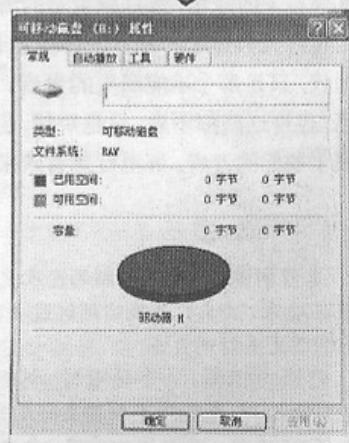 可移动磁盘 (H:) 属性
常规 自动播放 工具 硬件
类型: 可移动磁盘
文件系统: RAW
已用空间: 0 字节 0 字节
可用空间: 0 字节 0 字节
容量 0 字节 0 字节
驱动器 H
确定 取消 应用(A)